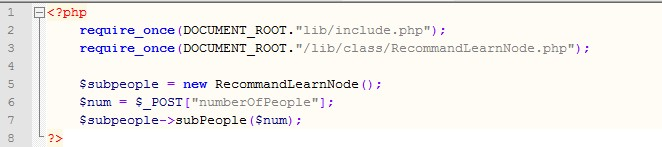 1 <?php
2 require_once(DOCUMENT_ROOT."lib/include.php");
3 require_once(DOCUMENT_ROOT."/lib/class/RecommandLearnNode.php");
4
5 $subpeople = new RecommandLearnNode();
6 $num = $_POST["numberOfPeople"];
7 $subpeople->subPeople($num);
8 ?>